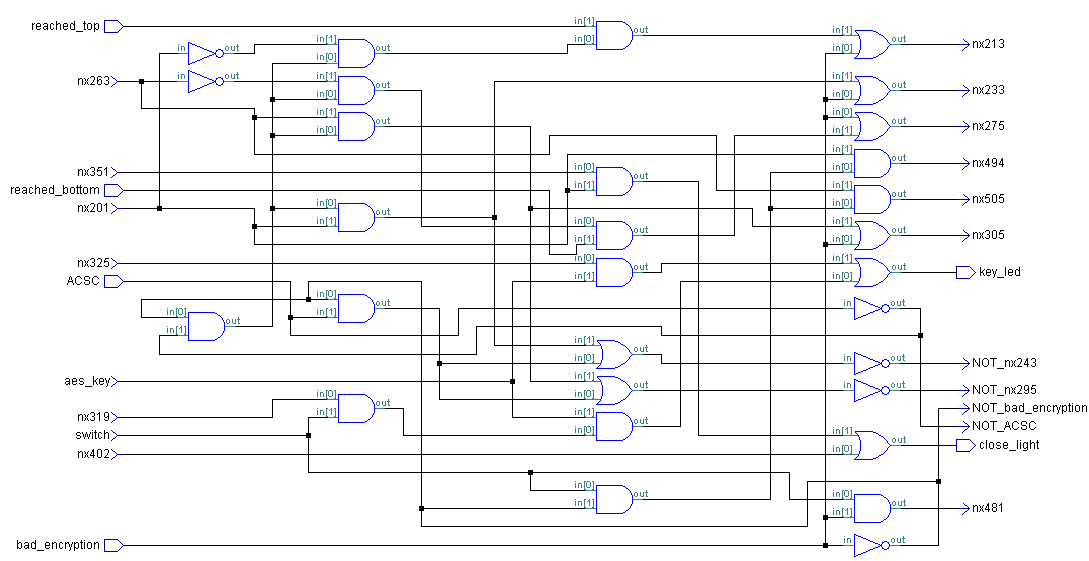 reached_top
in[1]
in[0]
out
in[1]
in[0]
out
nx213
in
out
in[1]
in[0]
out
nx263
in
out
in[1]
in[0]
out
in[1]
in[0]
out
nx233
in[1]
in[0]
out
in[0]
in[1]
out
nx275
nx351
in[0]
in[1]
out
in[1]
in[0]
out
nx494
reached_bottom
in[1]
in[0]
out
nx505
nx201
in[0]
in[1]
out
in[0]
in[1]
out
in[1]
in[0]
out
nx305
nx325
in[0]
in[1]
out
in[1]
in[0]
out
key_led
ACSC
in[0]
in[1]
out
in
out
in[0]
in[1]
out
in[1]
in[0]
out
in
out
NOT_nx243
aes_key
in[1]
in[0]
out
in
out
NOT_nx295
nx319
in[0]
in[1]
out
NOT_bad_encryption
switch
in[1]
in[0]
out
NOT_ACSC
nx402
in[1]
in[0]
out
close_light
in[0]
in[1]
out
in[0]
in[1]
out
nx481
bad_encryption
in
out